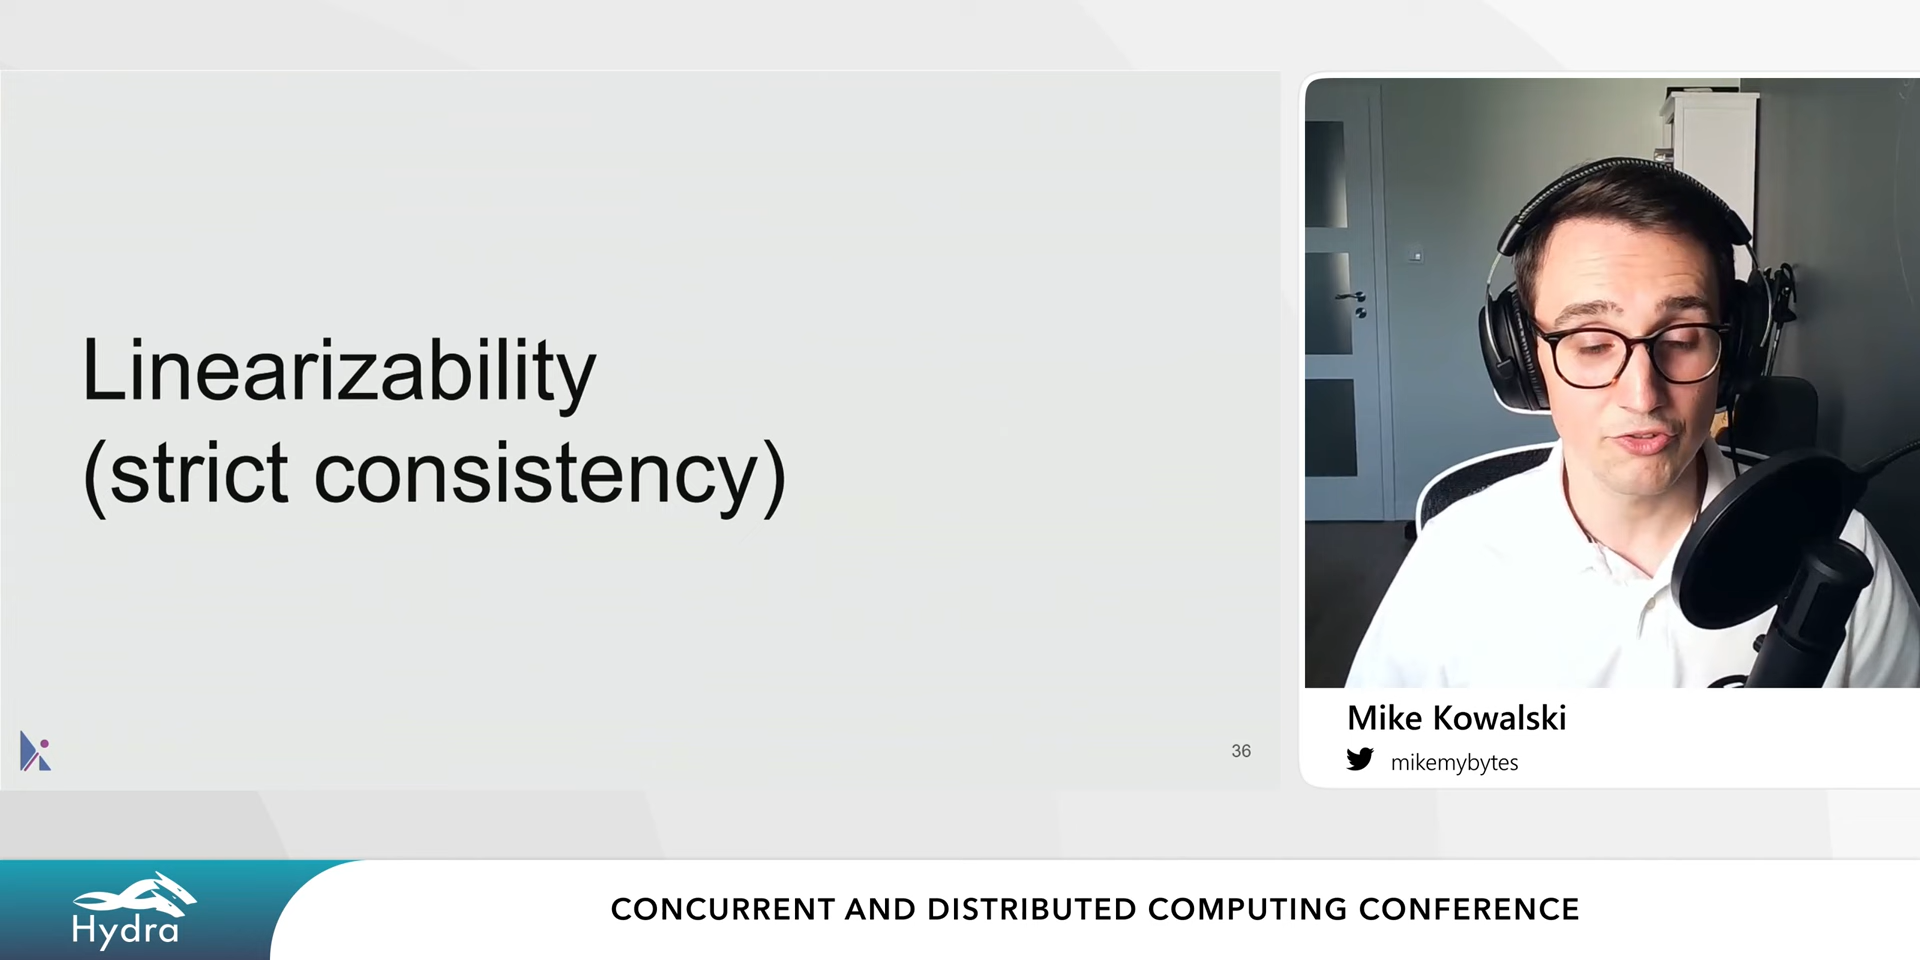 Linearizability
(strict consistency)
36
Mike Kowalski
mikemybytes
Hydra
CONCURRENT AND DISTRIBUTED COMPUTING CONFERENCE